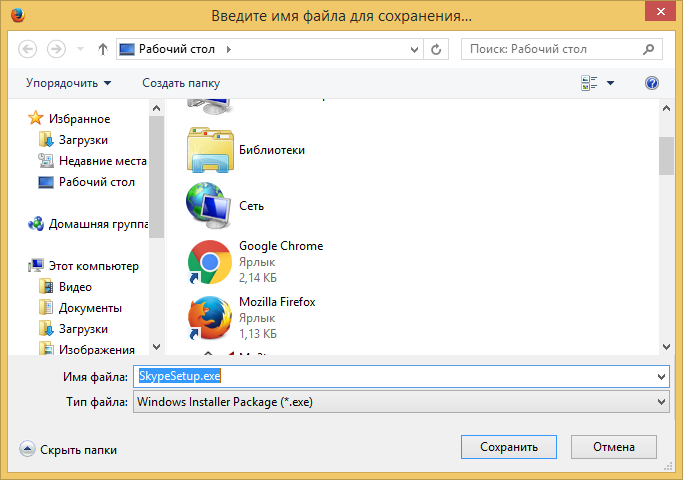 Введите имя файла для сохранения...
Рабочий стол
Поиск: Рабочий стол
Упорядочить
Создать папку
Избранное
Загрузки
Недавние места
Рабочий стол
Домашняя группа
Этот компьютер
Видео
Документы
Загрузки
Изображения
Библиотеки
Сеть
Google Chrome
Ярлык
2,14 КБ
Mozilla Firefox
Ярлык
1,13 КБ
Имя файла:
SkypeSetup.exe
Тип файла:
Windows Installer Package (*.exe)
Скрыть папки
Сохранить
Отмена